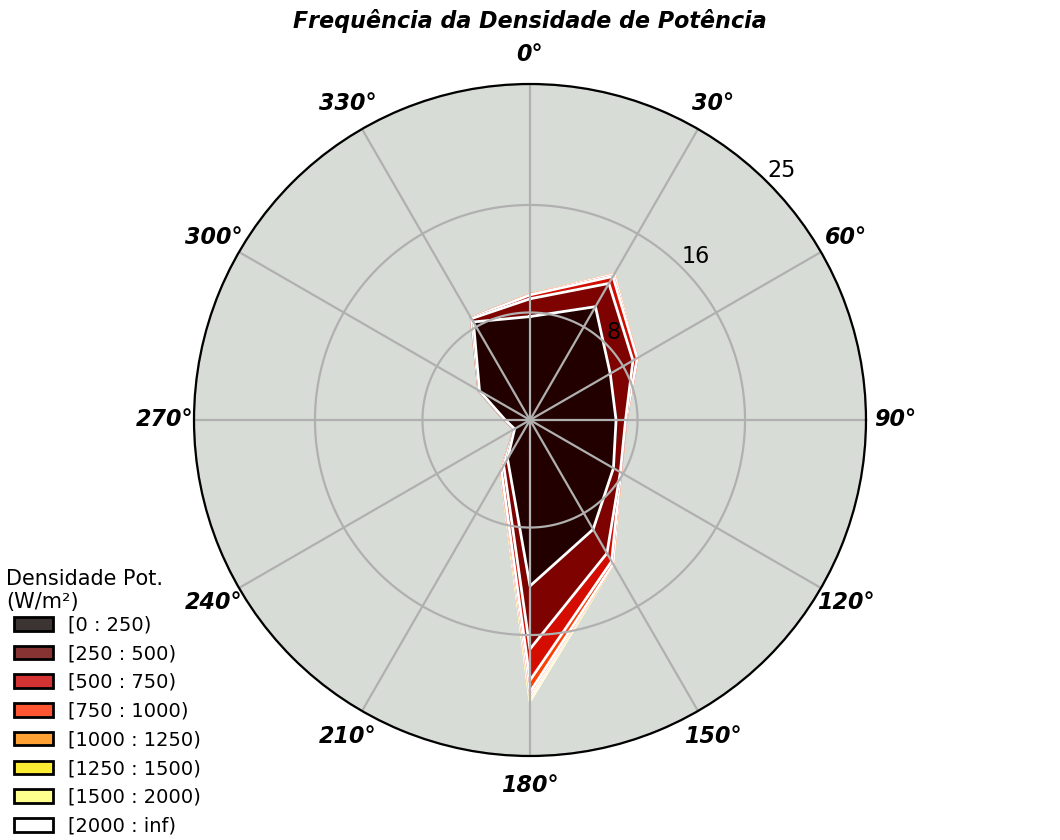 Frequência da Densidade de Potência
0°
330°
30°
25
300°
60°
16
8
270°
90°
240°
120°
210°
150°
180°
Densidade Pot.
(W/m²)
[0 : 250)
[250 : 500)
[500 : 750)
[750 : 1000)
[1000 : 1250)
[1250 : 1500)
[1500 : 2000)
[2000 : inf)